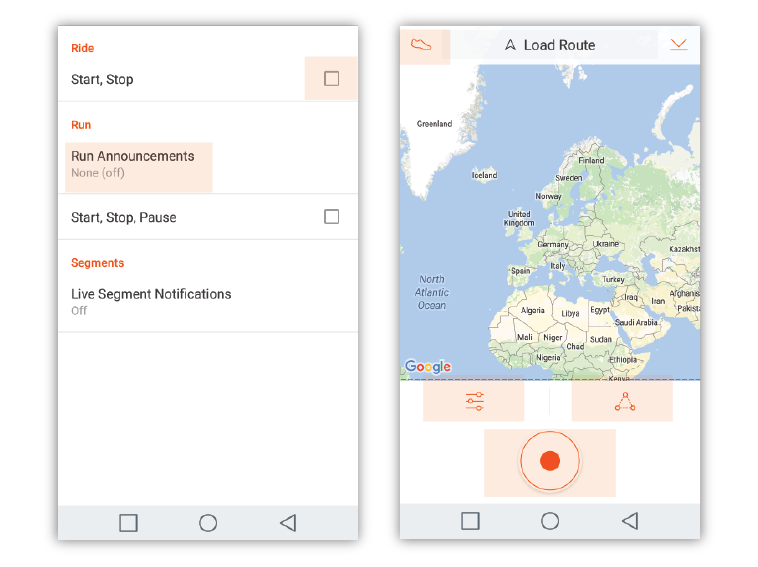 Ride
Start, Stop
Run
Run Announcements
None (off)
Start, Stop, Pause
Segments
Live Segment Notifications
Off
Load Route
Greenland
Iceland
Finland
Sweden
Norway
United
Kingdom
Germany
Ukraine
Kazakhst
Spain
Italy
Turkey
North
Atlantic
Ocean
Iraq
Iran
Afghanis
Pakist
Algeria
Libya
Egypt
Saudi Arabia
Mali
Niger
Chad
Sudan
Nigeria
Ethiopia
Google
Kenya